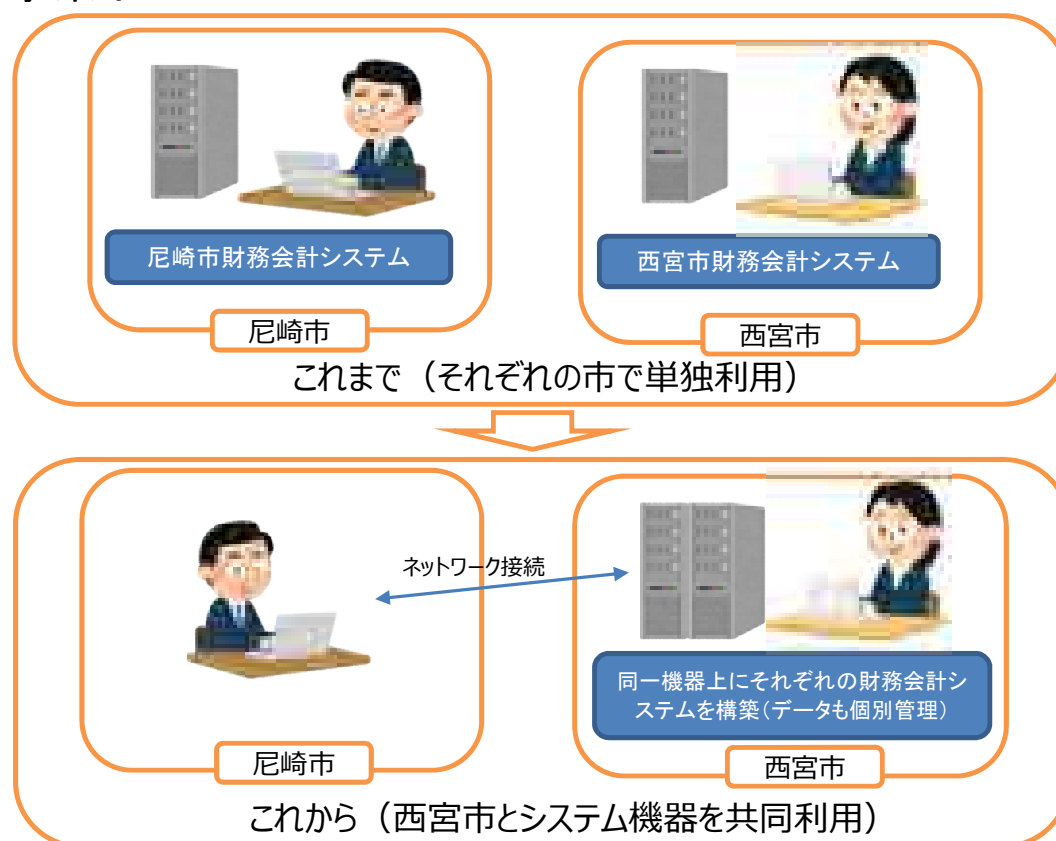 尼崎市財務会計システム
西宮市財務会計システム
尼崎市
西宮市
これまで（それぞれの市で単独利用）
ネットワーク接続
同一機器上にそれぞれの財務会計シ
ステムを構築（データも個別管理）
尼崎市
西宮市
これから（西宮市とシステム機器を共同利用）